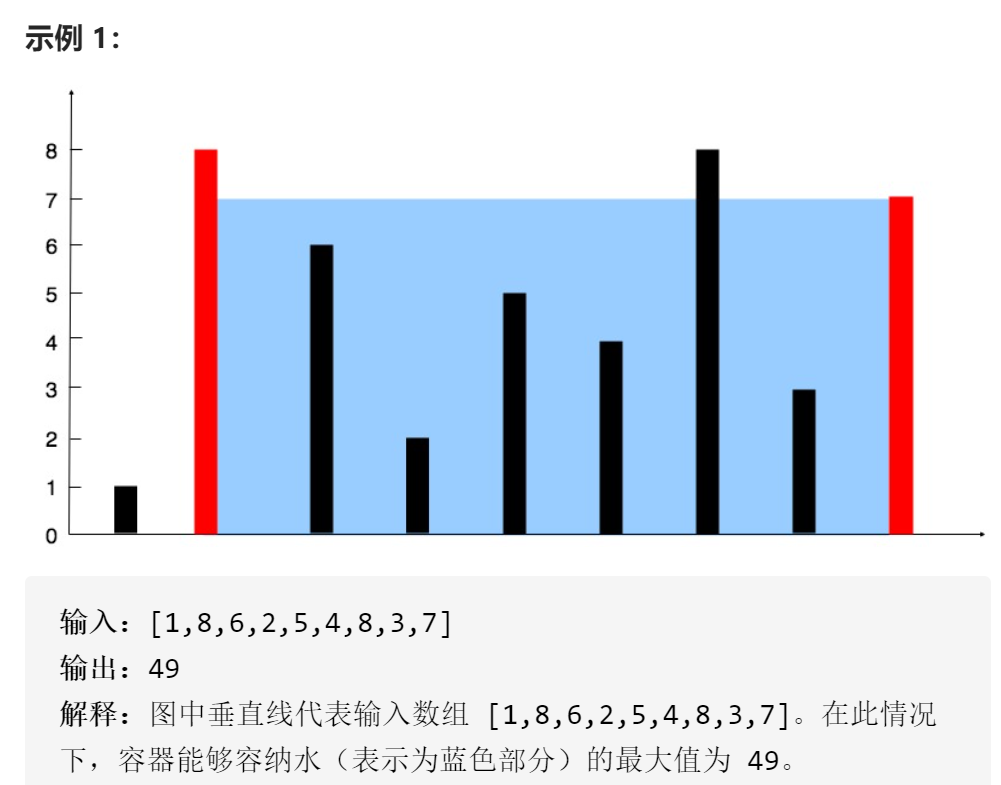 示例 1：
8
7
6
5
4
3
2
1
0
输入：[1,8,6,2,5,4,8,3,7]
输出：49
解释：图中垂直线代表输入数组 [1,8,6,2,5,4,8,3,7]。在此情况
下，容器能够容纳水（表示为蓝色部分）的最大值为 49。